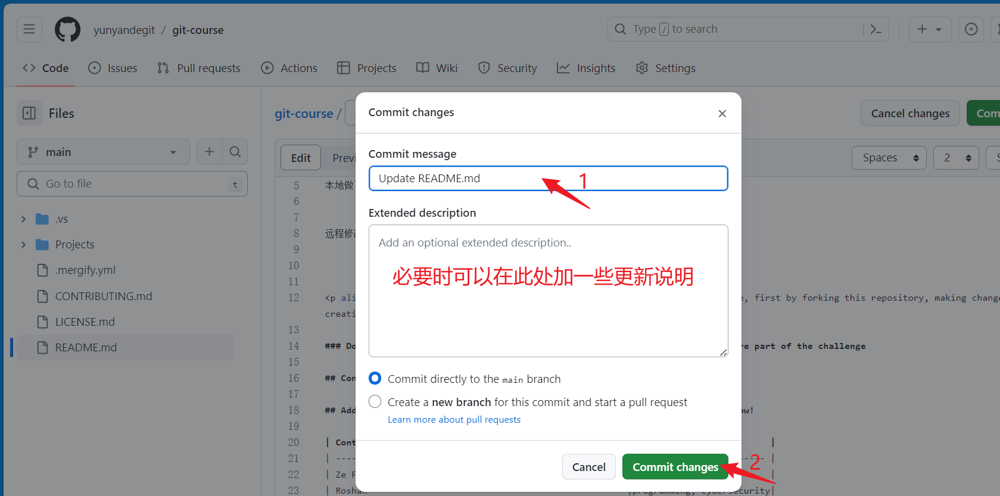 yunyandegit / git-course
Type / to search
Code Issues Pull requests Actions Projects Wiki Security Insights Settings
Files
main
Go to file t
.vs
Projects
.mergify.yml
CONTRIBUTING.md
LICENSE.md
README.md
git-course /
Cancel changes
Edit
Spaces 2
5 本地做
6
7
8 远程修
9
10
11
12 <p ali , first by forking this repository, making change
creati
13
14 ### Do re part of the challenge
15
16 ## Con
17
18 ## Add ow!
19
20 | Cont |
21 | ---- ----- |
22 | Ze F |
23 | Roshan |programming, Cybersecurity|
Commit changes
Commit message
Update README.md
1
Extended description
Add an optional extended description..
必要时可以在此处加一些更新说明
Commit directly to the main branch
Create a new branch for this commit and start a pull request
Learn more about pull requests
Cancel Commit changes
2